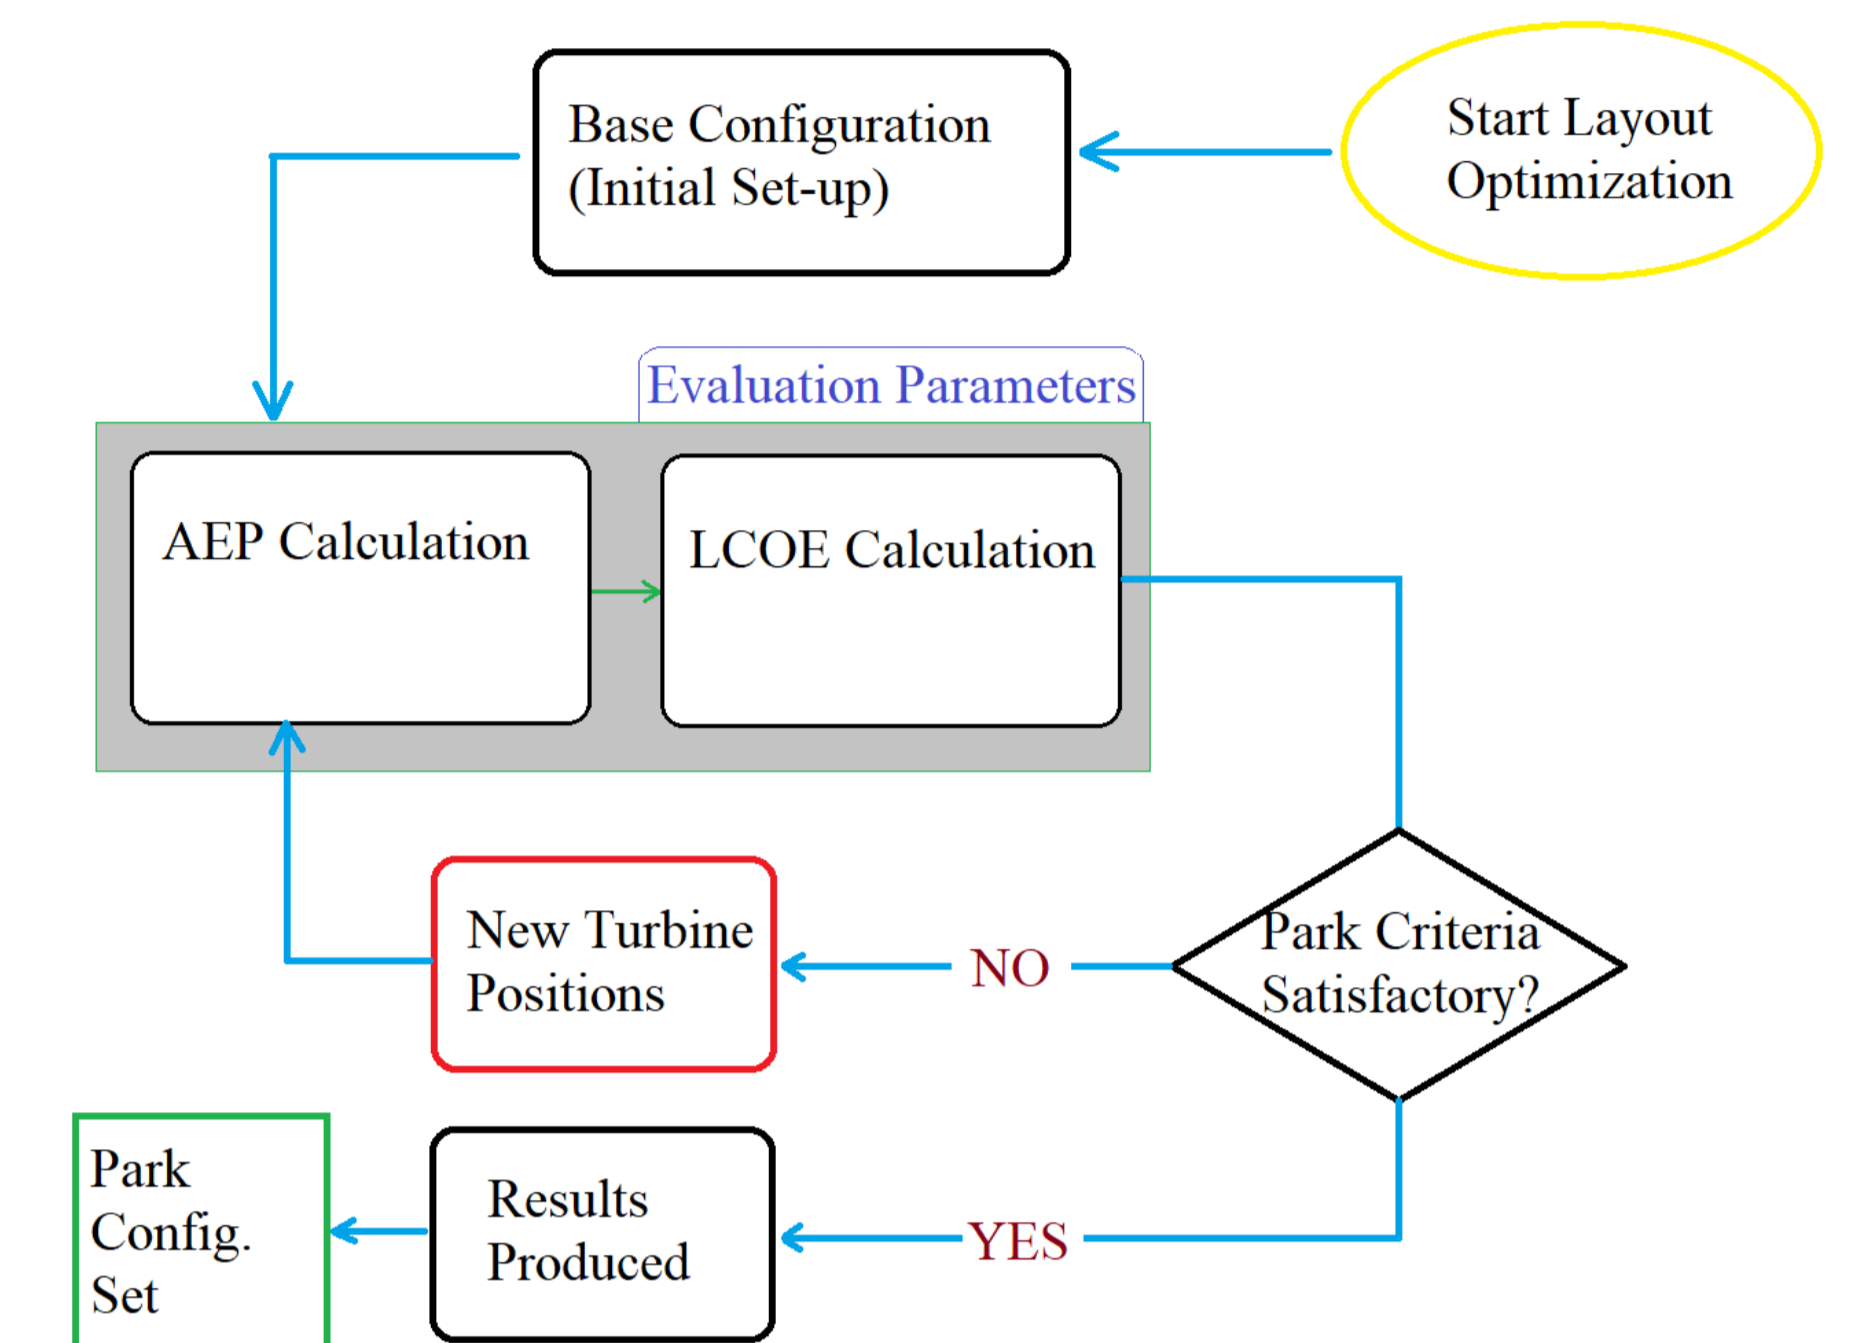 Start Layout
Optimization
Base Configuration
(Initial Set-up)
Evaluation Parameters
AEP Calculation
LCOE Calculation
Park Criteria
Satisfactory?
NO
New Turbine
Positions
YES
Results
Produced
Park
Config.
Set